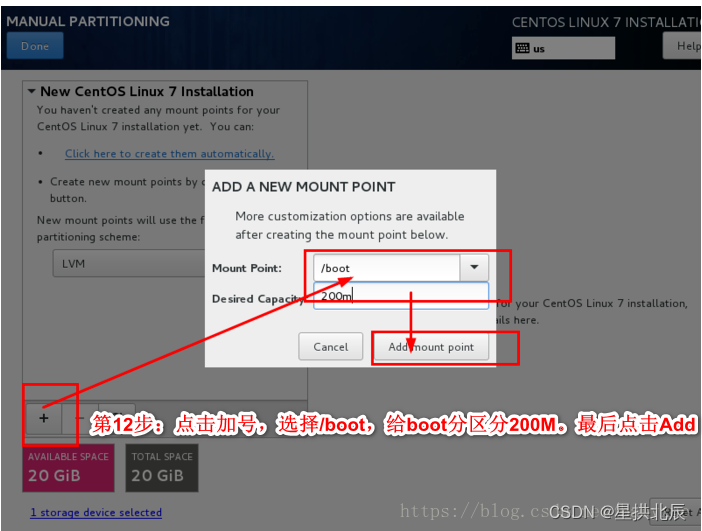 MANUAL PARTITIONING
CENTOS LINUX 7 INSTALLATI
Done
us
Help
New CentOS Linux 7 Installation
You haven't created any mount points for your
CentOS Linux 7 installation yet. You can:
Click here to create them automatically.
Create new mount points by c
button.
New mount points will use the f
partitioning scheme:
LVM
ADD A NEW MOUNT POINT
More customization options are available
after creating the mount point below.
Mount Point:
/boot
Desired Capacity
200m
for your CentOS Linux 7 installation,
ails here.
Cancel
Add mount point
+
第12步：点击加号，选择/boot，给boot分区分200M。最后点击Add
AVAILABLE SPACE
20 GiB
TOTAL SPACE
20 GiB
1 storage device selected
https://blog.cs
CSDN @星拱北辰